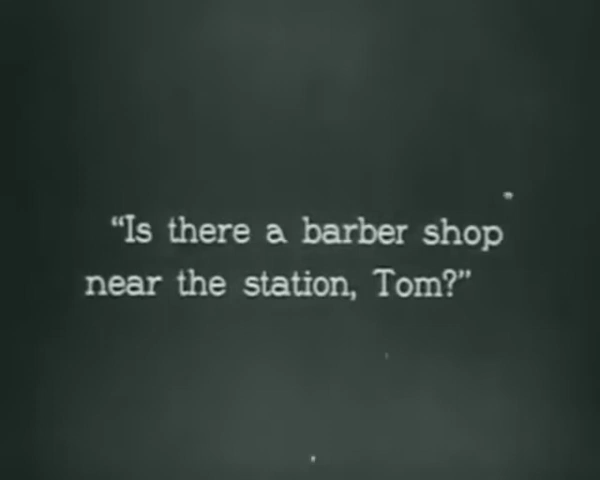 “Is there a barber shop
near the station, Tom?”